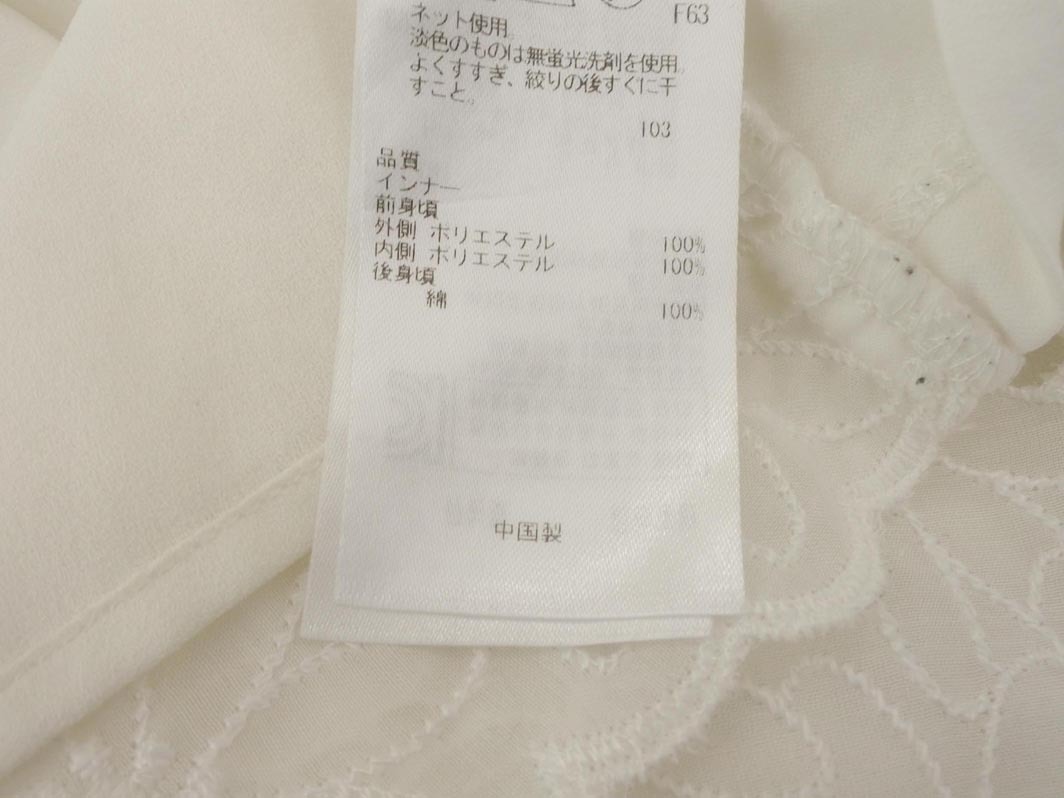 F63
ネット使用。
淡色のものは無蛍光洗剤を使用。
よくすすぎ、絞りの後すぐに干
すこと。
103
品質
インナー
前身頃
外側 ポリエステル 100%
内側 ポリエステル 100%
後身頃
綿 100%
中国製